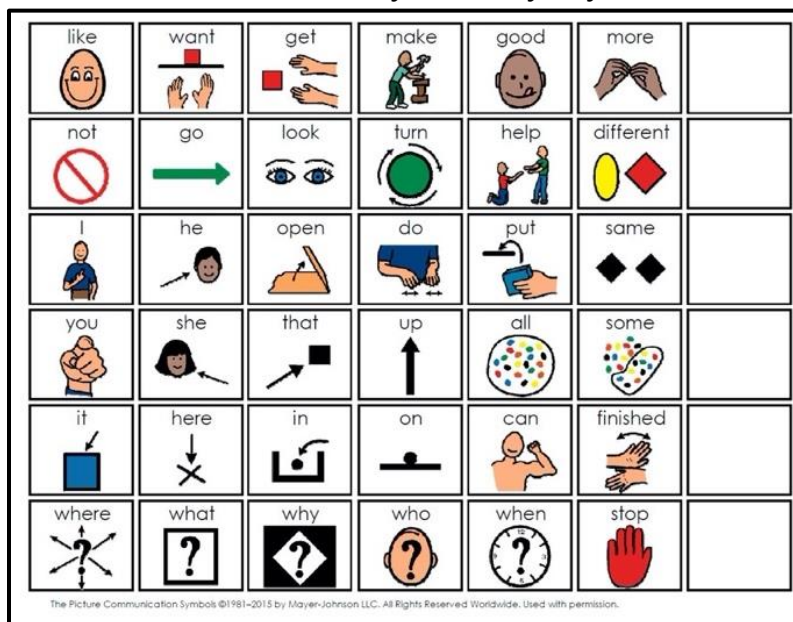 like want get make good more
not go look turn help different
I he open do put same
you she that up all some
it here in on can finished
where what why who when stop
The Picture Communication Symbols ©1981–2015 by Mayer-Johnson LLC. All Rights Reserved Worldwide. Used with permission.